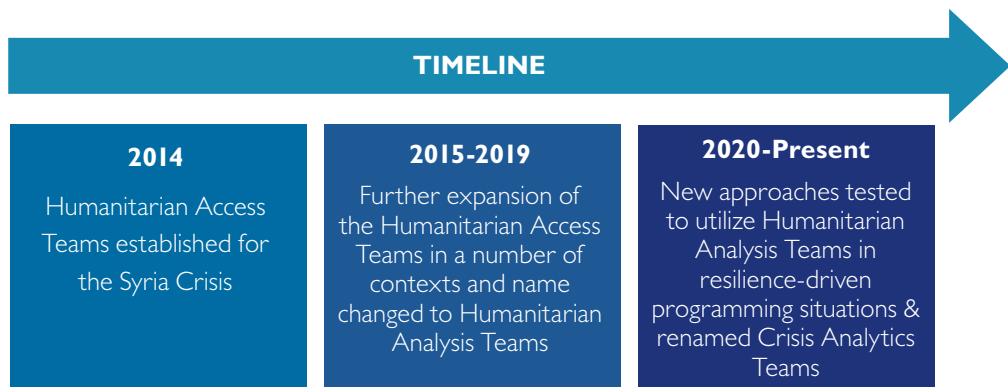 TIMELINE
2014
Humanitarian Access
Teams established for
the Syria Crisis
2015-2019
Further expansion of
the Humanitarian Access
Teams in a number of
contexts and name
changed to Humanitarian
Analysis Teams
2020-Present
New approaches tested
to utilize Humanitarian
Analysis Teams in
resilience-driven
programming situations &
renamed Crisis Analytics
Teams